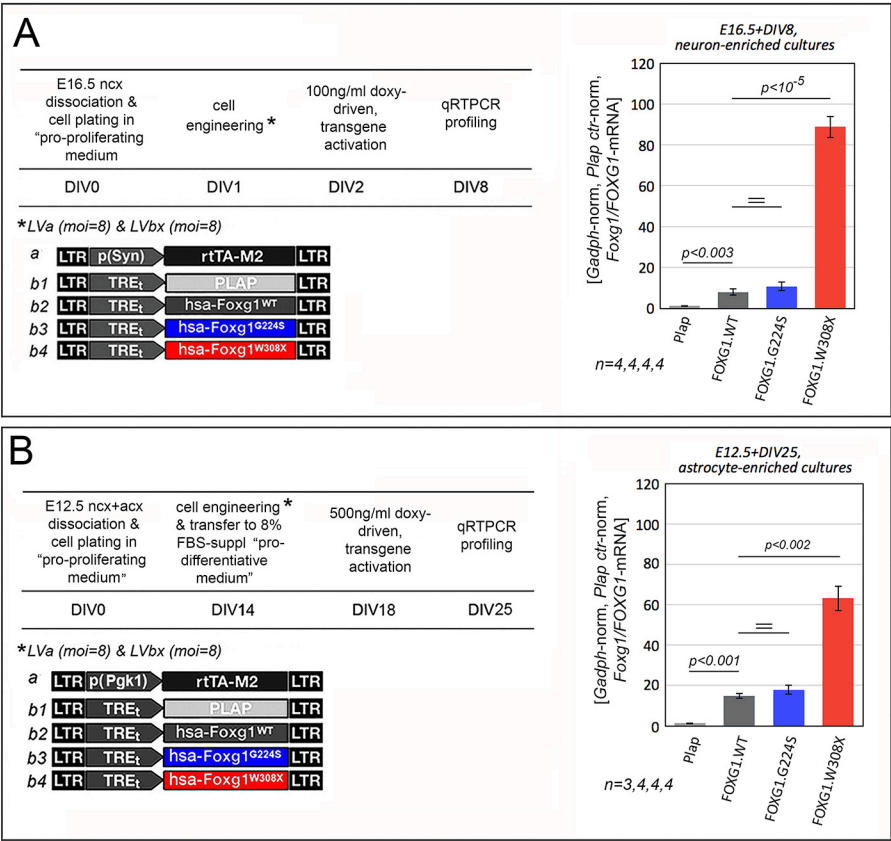 A
E16.5 ncx
dissociation &
cell plating in
“pro-proliferating
medium
cell
engineering *
100ng/ml doxy-
driven,
transgene
activation
qRTPCR
profiling
DIV0 DIV1 DIV2 DIV8
*LVa (moi=8) & LVbx (moi=8)
a LTR p(Syn) rtTA-M2 LTR
b1 LTR TREt PLAP LTR
b2 LTR TREt hsa-Foxg1WT LTR
b3 LTR TREt hsa-Foxg1G224S LTR
b4 LTR TREt hsa-Foxg1W308X LTR
E16.5+DIV8,
neuron-enriched cultures
[Gadph-norm, Plap ctr-norm,
Foxg1/FOXG1-mRNA]
120
100
80
60
40
20
0
p<10-5
=
p<0.003
Plap
FOXG1.WT
FOXG1.G224S
FOXG1.W308X
n=4,4,4,4
B
E12.5 ncx+acx
dissociation &
cell plating in
“pro-proliferating
medium”
cell engineering *
& transfer to 8%
FBS-suppl “pro-
differentiative
medium”
500ng/ml doxy-
driven,
transgene
activation
qRTPCR
profiling
DIV0 DIV14 DIV18 DIV25
*LVa (moi=8) & LVbx (moi=8)
a LTR p(Pgk1) rtTA-M2 LTR
b1 LTR TREt PLAP LTR
b2 LTR TREt hsa-Foxg1WT LTR
b3 LTR TREt hsa-Foxg1G224S LTR
b4 LTR TREt hsa-Foxg1W308X LTR
E12.5+DIV25,
astrocyte-enriched cultures
[Gadph-norm, Plap ctr-norm,
Foxg1/FOXG1-mRNA]
120
100
80
60
40
20
0
p<0.002
=
p<0.001
Plap
FOXG1.WT
FOXG1.G224S
FOXG1.W308X
n=3,4,4,4